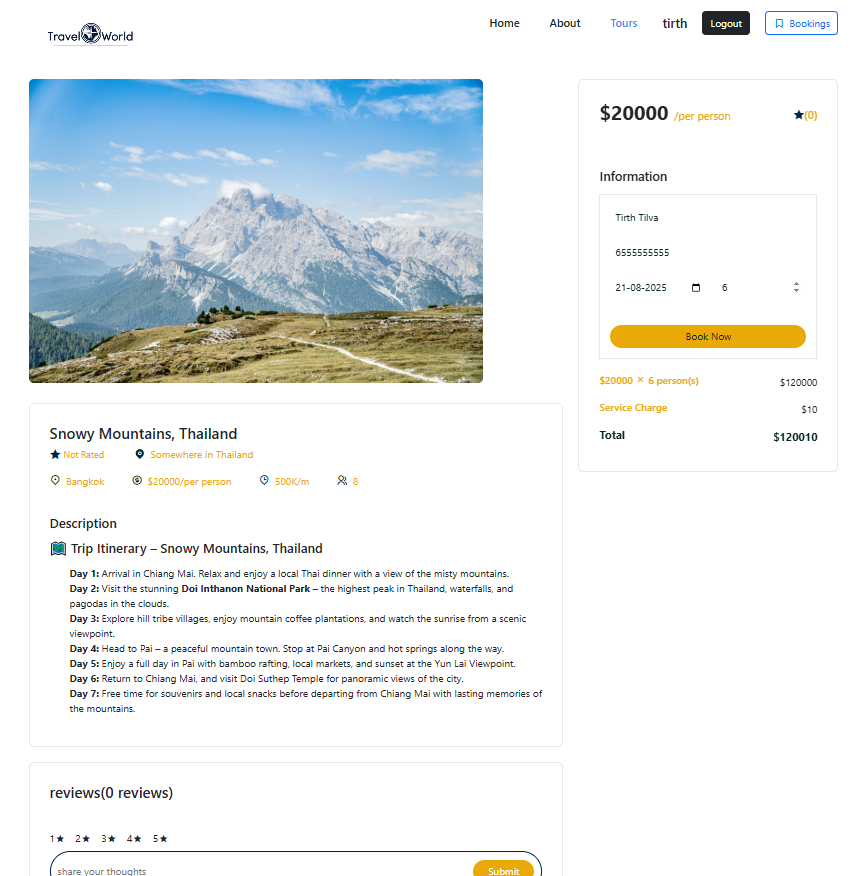 Travel World
Home About Tours tirth Logout Bookings
$20000 /per person (0)
Information
Tirth Tilva
6555555555
21-08-2025 6
Book Now
$20000 × 6 person(s) $120000
Service Charge $10
Total $120010
Snowy Mountains, Thailand
Not Rated Somewhere in Thailand
Bangkok $20000/per person 500K/m 8
Description
Trip Itinerary – Snowy Mountains, Thailand
Day 1: Arrival in Chiang Mai. Relax and enjoy a local Thai dinner with a view of the misty mountains.
Day 2: Visit the stunning Doi Inthanon National Park – the highest peak in Thailand, waterfalls, and
pagodas in the clouds.
Day 3: Explore hill tribe villages, enjoy mountain coffee plantations, and watch the sunrise from a scenic
viewpoint.
Day 4: Head to Pai – a peaceful mountain town. Stop at Pai Canyon and hot springs along the way.
Day 5: Enjoy a full day in Pai with bamboo rafting, local markets, and sunset at the Yun Lai Viewpoint.
Day 6: Return to Chiang Mai, and visit Doi Suthep Temple for panoramic views of the city.
Day 7: Free time for souvenirs and local snacks before departing from Chiang Mai with lasting memories of
the mountains.
reviews(0 reviews)
1★ 2★ 3★ 4★ 5★
share your thoughts Submit